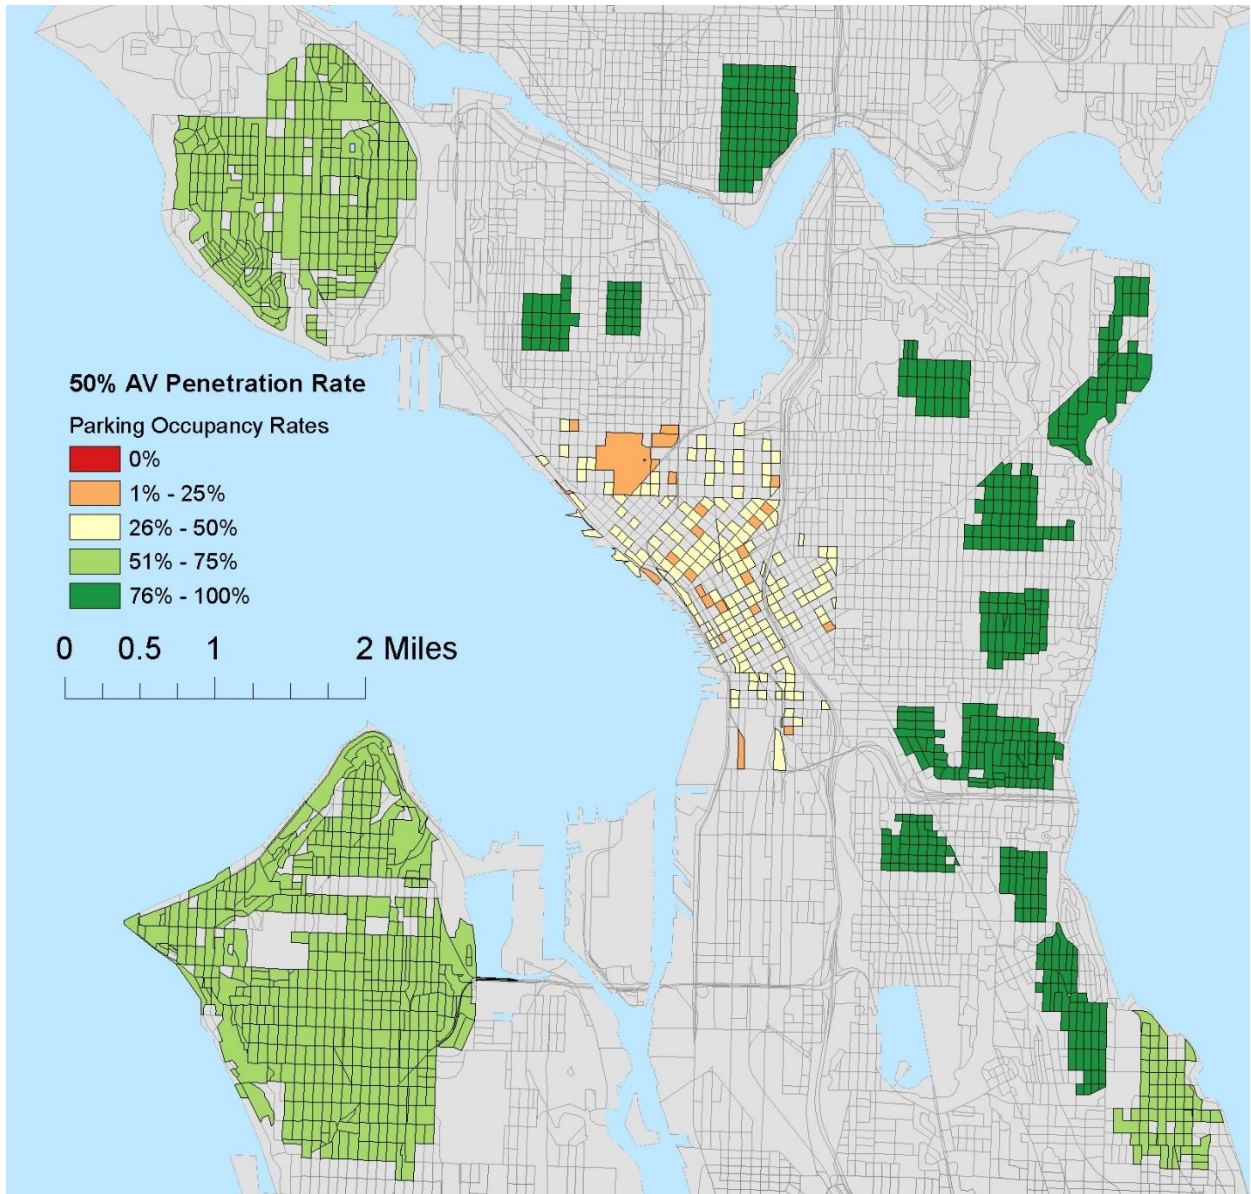 50% AV Penetration Rate
Parking Occupancy Rates
0%
1% - 25%
26% - 50%
51% - 75%
76% - 100%
0 0.5 1 2 Miles